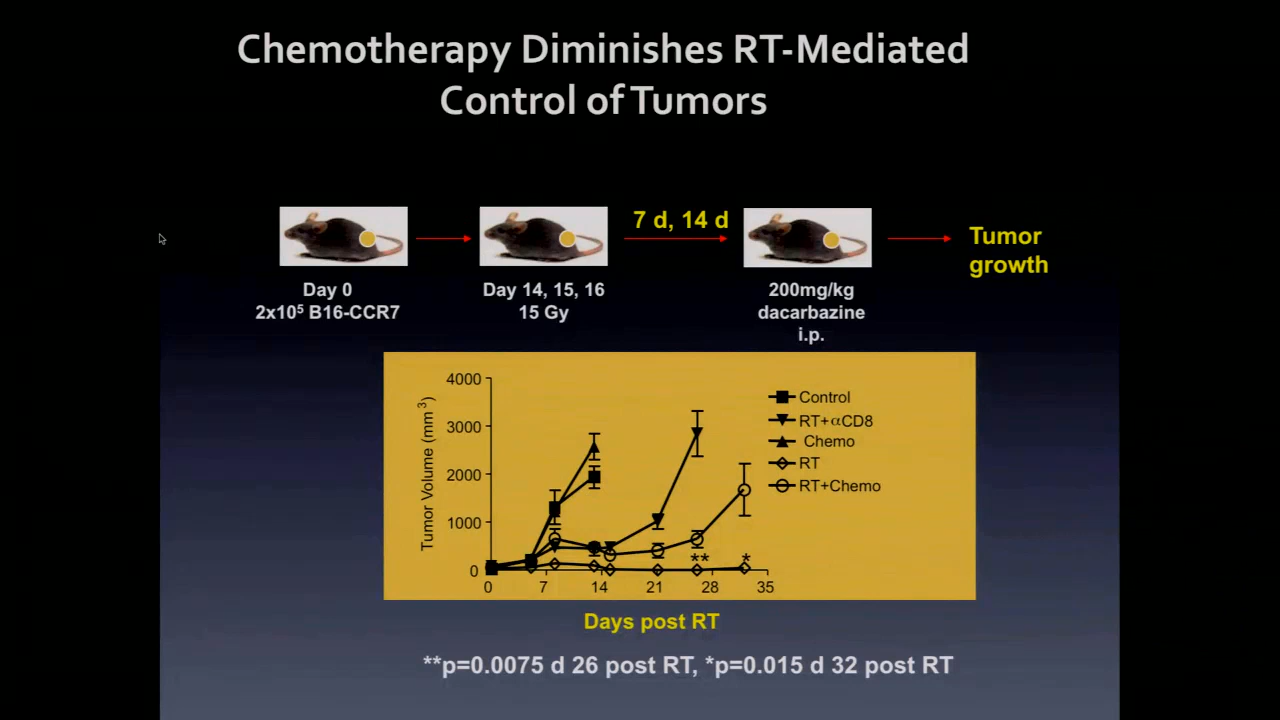 Chemotherapy Diminishes RT-Mediated
Control of Tumors
7 d, 14 d
Tumor
growth
Day 0
2x10⁵ B16-CCR7
Day 14, 15, 16
15 Gy
200mg/kg
dacarbazine
i.p.
Tumor Volume (mm³)
4000
3000
2000
1000
0
0 7 14 21 28 35
Control
RT+αCD8
Chemo
RT
RT+Chemo
** *
Days post RT
**p=0.0075 d 26 post RT, *p=0.015 d 32 post RT